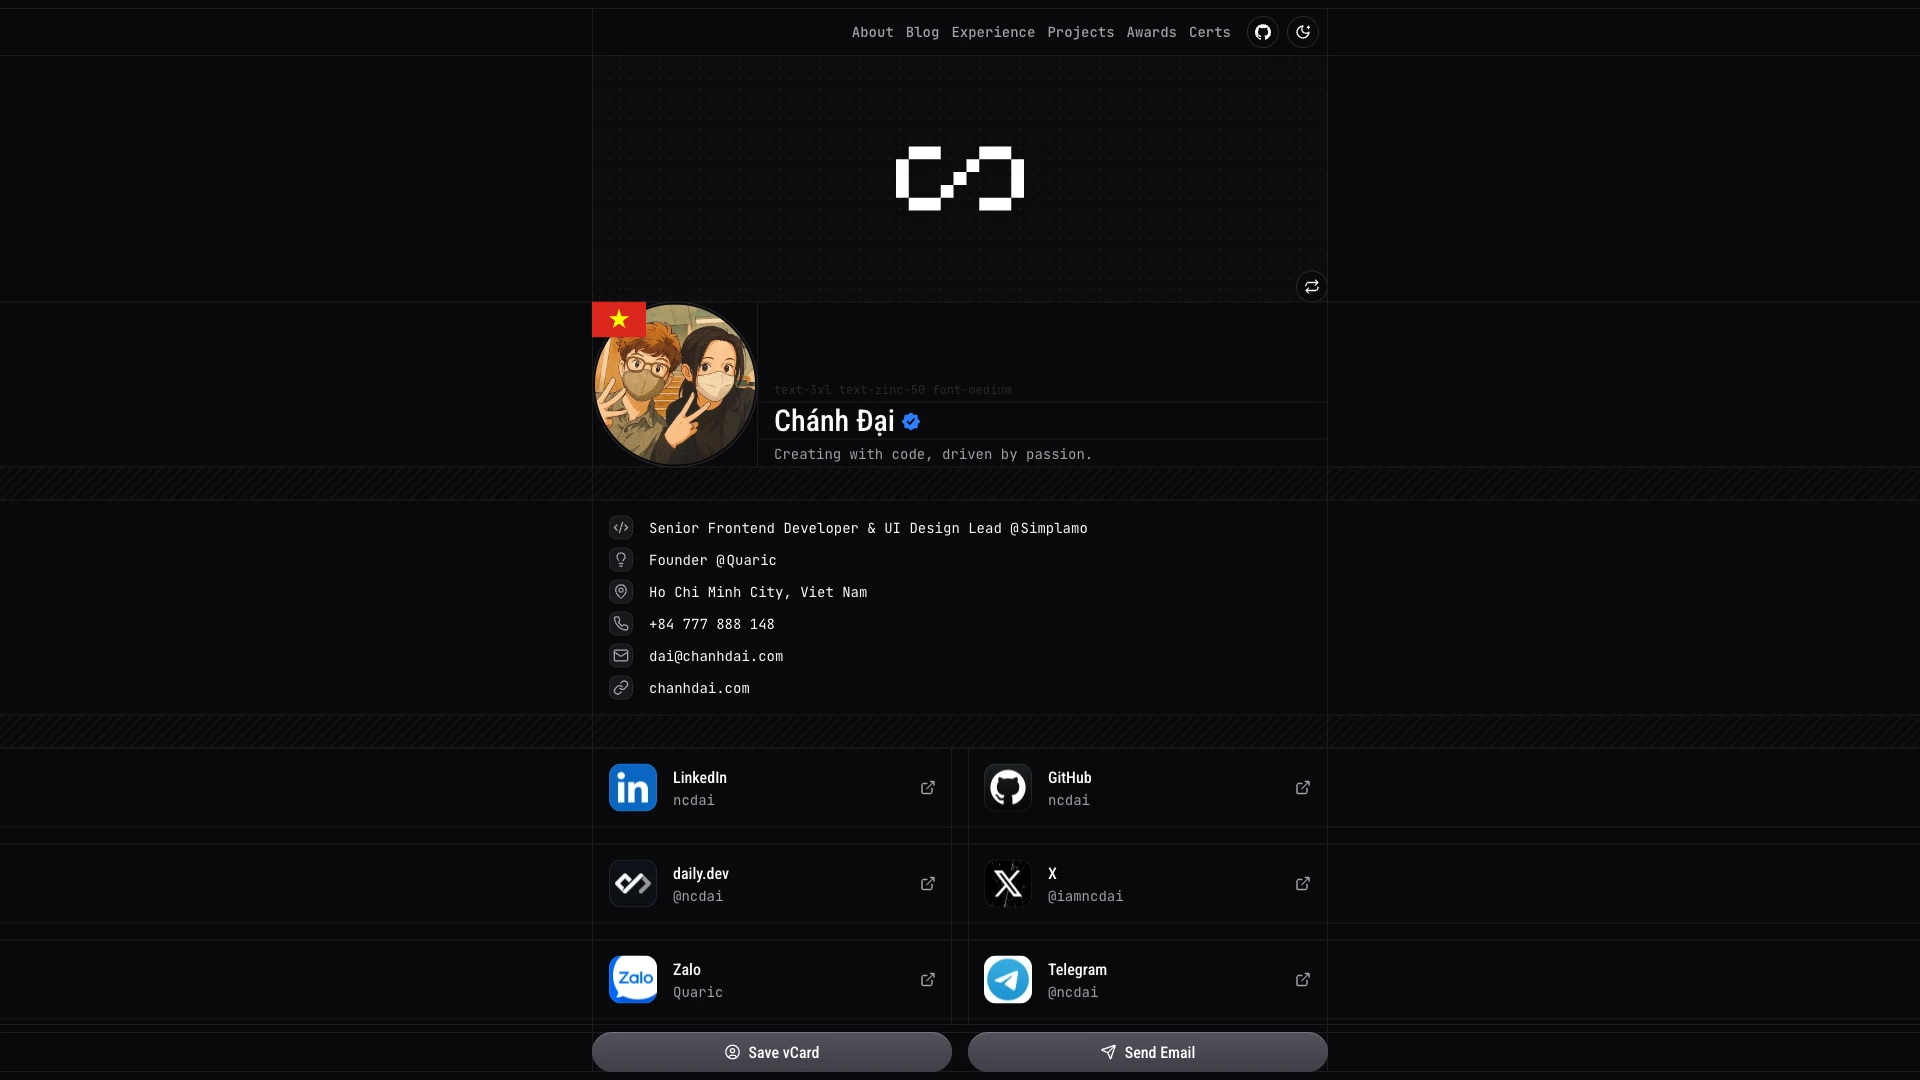 About Blog Experience Projects Awards Certs
text-3xl text-zinc-50 font-medium
Chánh Đại
Creating with code, driven by passion.
Senior Frontend Developer & UI Design Lead @Simplamo
Founder @Quaric
Ho Chi Minh City, Viet Nam
+84 777 888 148
dai@chanhdai.com
chanhdai.com
in
LinkedIn
ncdai
GitHub
ncdai
daily.dev
@ncdai
X
@iamncdai
Zalo
Zalo
Quaric
Telegram
@ncdai
Save vCard
Send Email